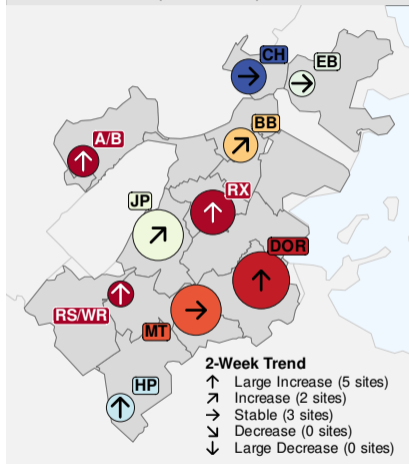 CH
EB
BB
A/B
RX
JP
DOR
RS/WR
MT
HP
2-Week Trend
↑ Large Increase (5 sites)
↗ Increase (2 sites)
→ Stable (3 sites)
↘ Decrease (0 sites)
↓ Large Decrease (0 sites)